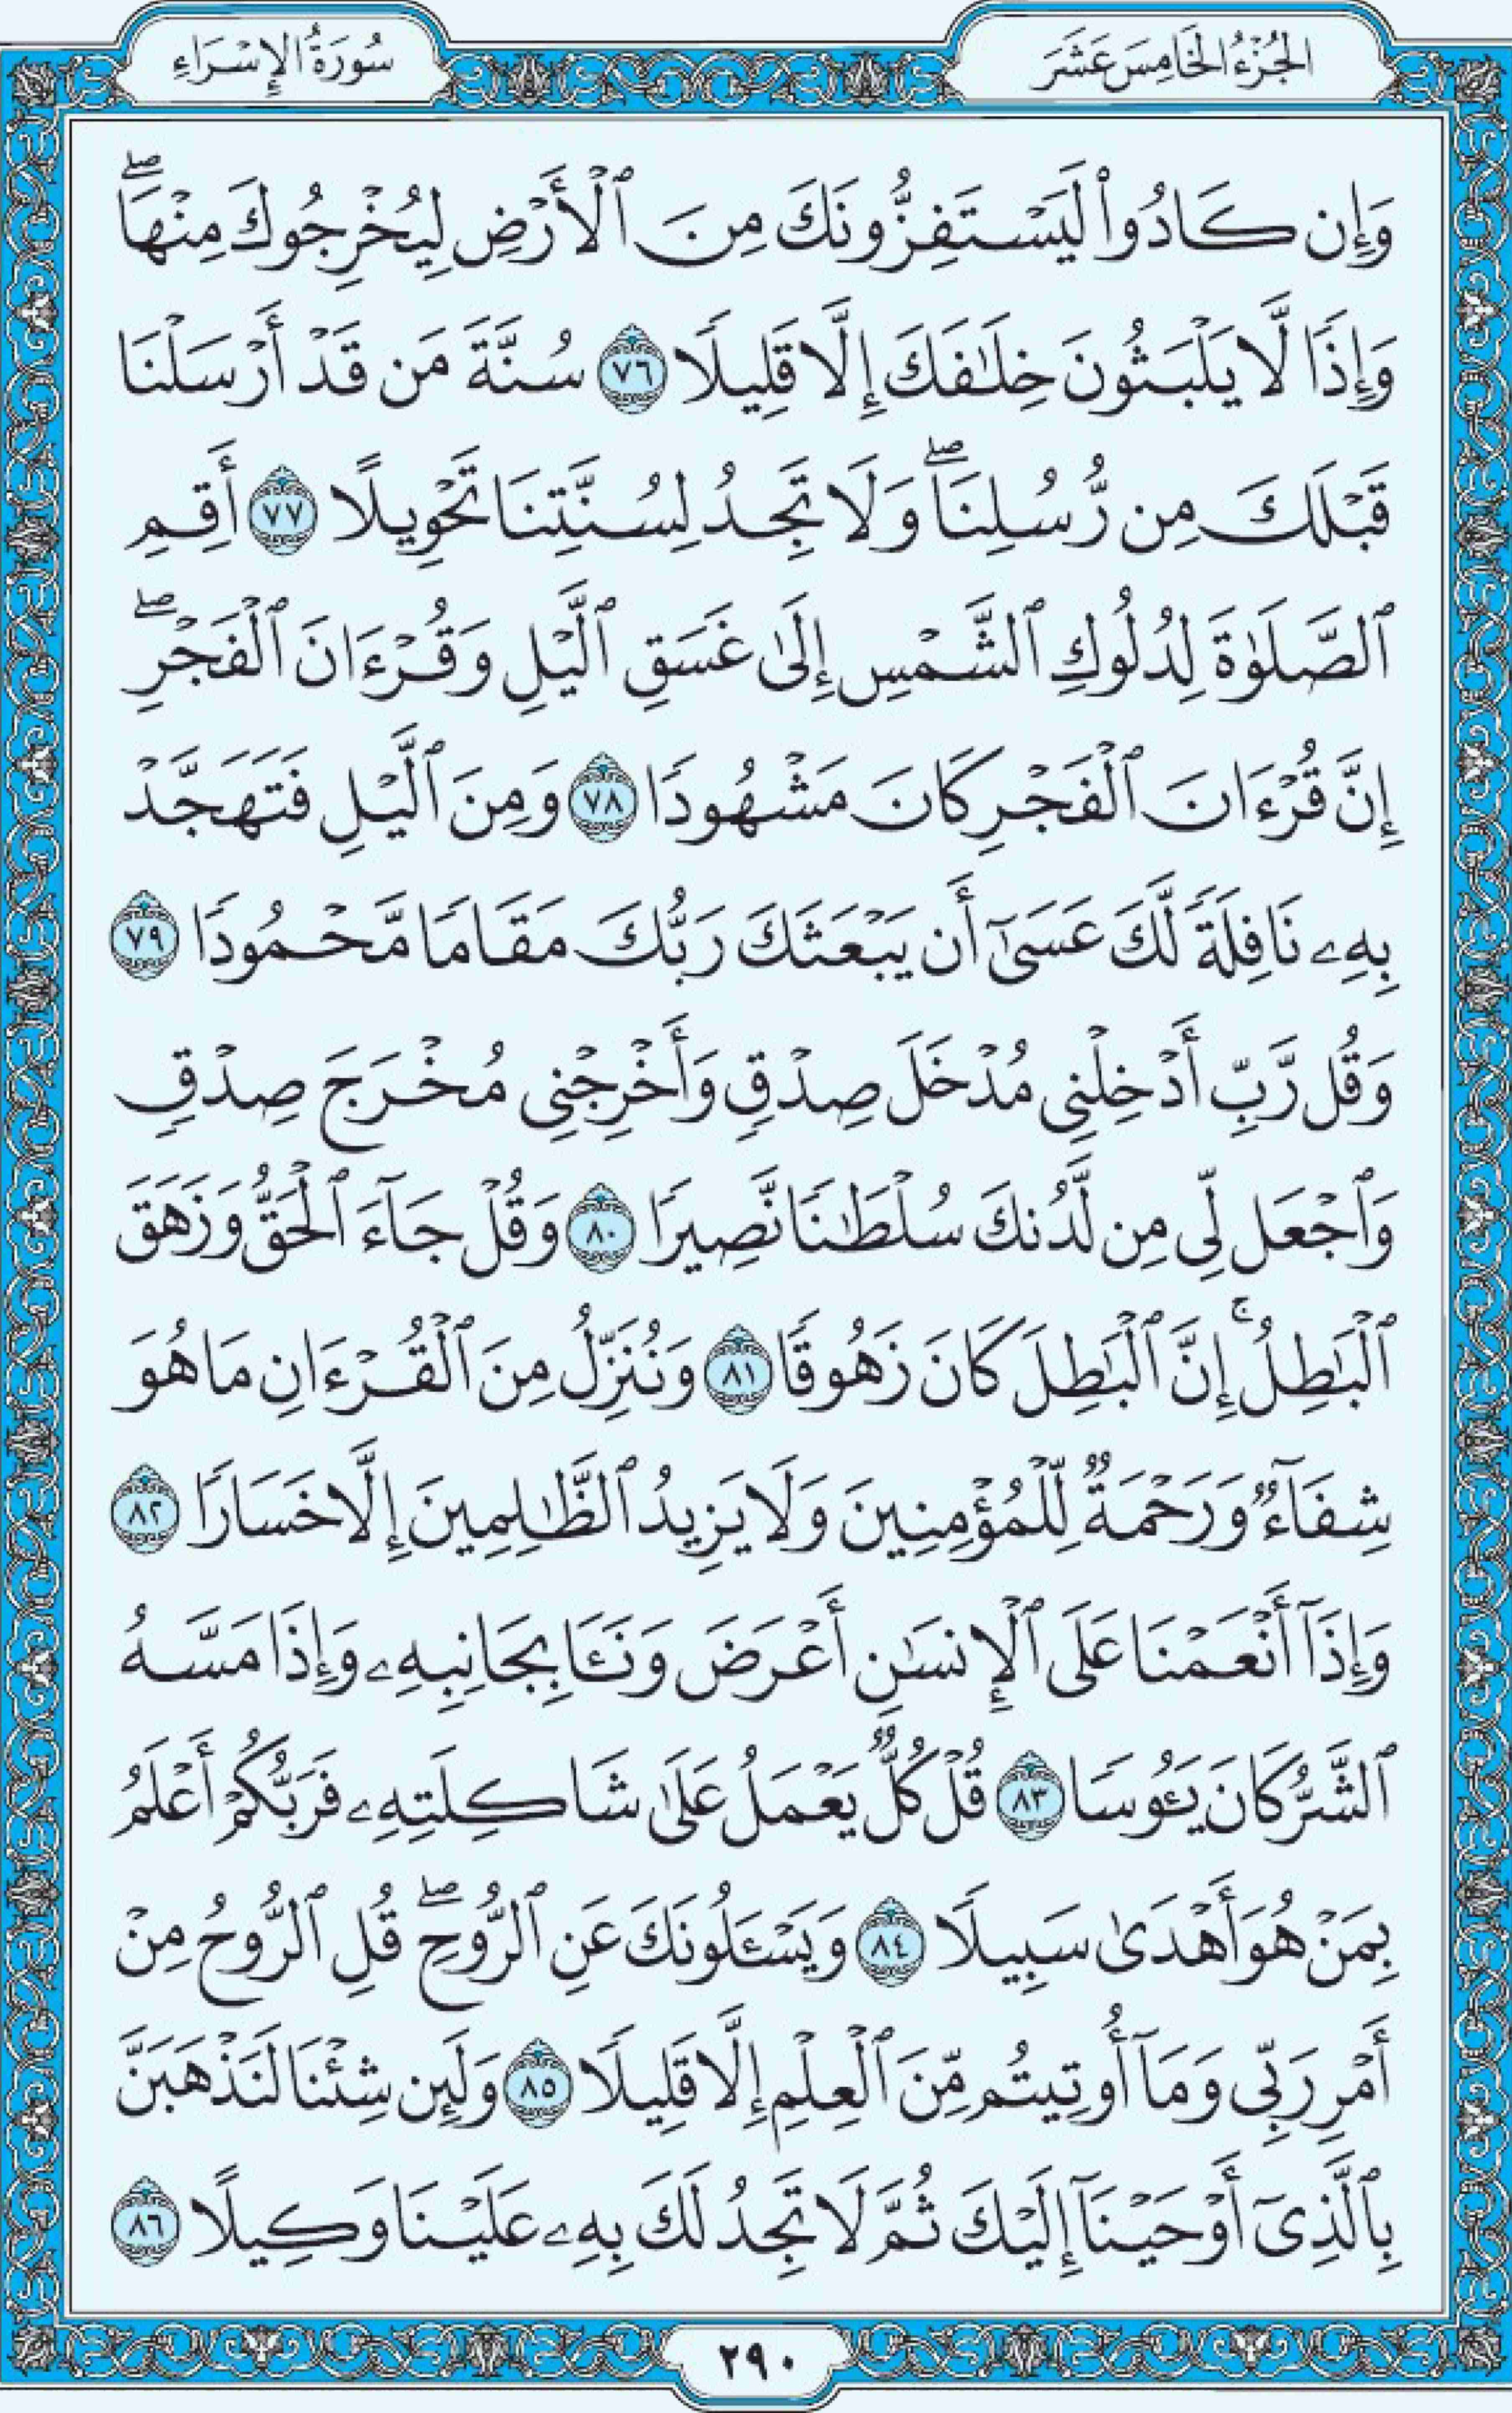 الجُزْءُ الخَامِسَ عَشَرَ
سُورَةُ الإِسْرَاءِ
وَإِن كَادُوا۟ لَيَسْتَفِزُّونَكَ مِنَ ٱلْأَرْضِ لِيُخْرِجُوكَ مِنْهَا ۖ
وَإِذًا لَّا يَلْبَثُونَ خِلَـٰفَكَ إِلَّا قَلِيلًا ٧٦ سُنَّةَ مَن قَدْ أَرْسَلْنَا
قَبْلَكَ مِن رُّسُلِنَا ۖ وَلَا تَجِدُ لِسُنَّتِنَا تَحْوِيلًا ٧٧ أَقِمِ
ٱلصَّلَوٰةَ لِدُلُوكِ ٱلشَّمْسِ إِلَىٰ غَسَقِ ٱلَّيْلِ وَقُرْءَانَ ٱلْفَجْرِ ۖ
إِنَّ قُرْءَانَ ٱلْفَجْرِ كَانَ مَشْهُودًا ٧٨ وَمِنَ ٱلَّيْلِ فَتَهَجَّدْ
بِهِۦ نَافِلَةً لَّكَ عَسَىٰٓ أَن يَبْعَثَكَ رَبُّكَ مَقَامًا مَّحْمُودًا ٧٩
وَقُل رَّبِّ أَدْخِلْنِى مُدْخَلَ صِدْقٍ وَأَخْرِجْنِى مُخْرَجَ صِدْقٍ
وَٱجْعَل لِّى مِن لَّدُنكَ سُلْطَـٰنًا نَّصِيرًا ٨٠ وَقُلْ جَآءَ ٱلْحَقُّ وَزَهَقَ
ٱلْبَـٰطِلُ ۚ إِنَّ ٱلْبَـٰطِلَ كَانَ زَهُوقًا ٨١ وَنُنَزِّلُ مِنَ ٱلْقُرْءَانِ مَا هُوَ
شِفَآءٌ وَرَحْمَةٌ لِّلْمُؤْمِنِينَ وَلَا يَزِيدُ ٱلظَّـٰلِمِينَ إِلَّا خَسَارًا ٨٢
وَإِذَآ أَنْعَمْنَا عَلَى ٱلْإِنسَـٰنِ أَعْرَضَ وَنَـَٔا بِجَانِبِهِۦ وَإِذَا مَسَّهُ
ٱلشَّرُّ كَانَ يَـُٔوسًا ٨٣ قُلْ كُلٌّ يَعْمَلُ عَلَىٰ شَاكِلَتِهِۦ فَرَبُّكُمْ أَعْلَمُ
بِمَنْ هُوَ أَهْدَىٰ سَبِيلًا ٨٤ وَيَسْـَٔلُونَكَ عَنِ ٱلرُّوحِ ۖ قُلِ ٱلرُّوحُ مِنْ
أَمْرِ رَبِّى وَمَآ أُوتِيتُم مِّنَ ٱلْعِلْمِ إِلَّا قَلِيلًا ٨٥ وَلَئِن شِئْنَا لَنَذْهَبَنَّ
بِٱلَّذِىٓ أَوْحَيْنَآ إِلَيْكَ ثُمَّ لَا تَجِدُ لَكَ بِهِۦ عَلَيْنَا وَكِيلًا ٨٦
٢٩٠